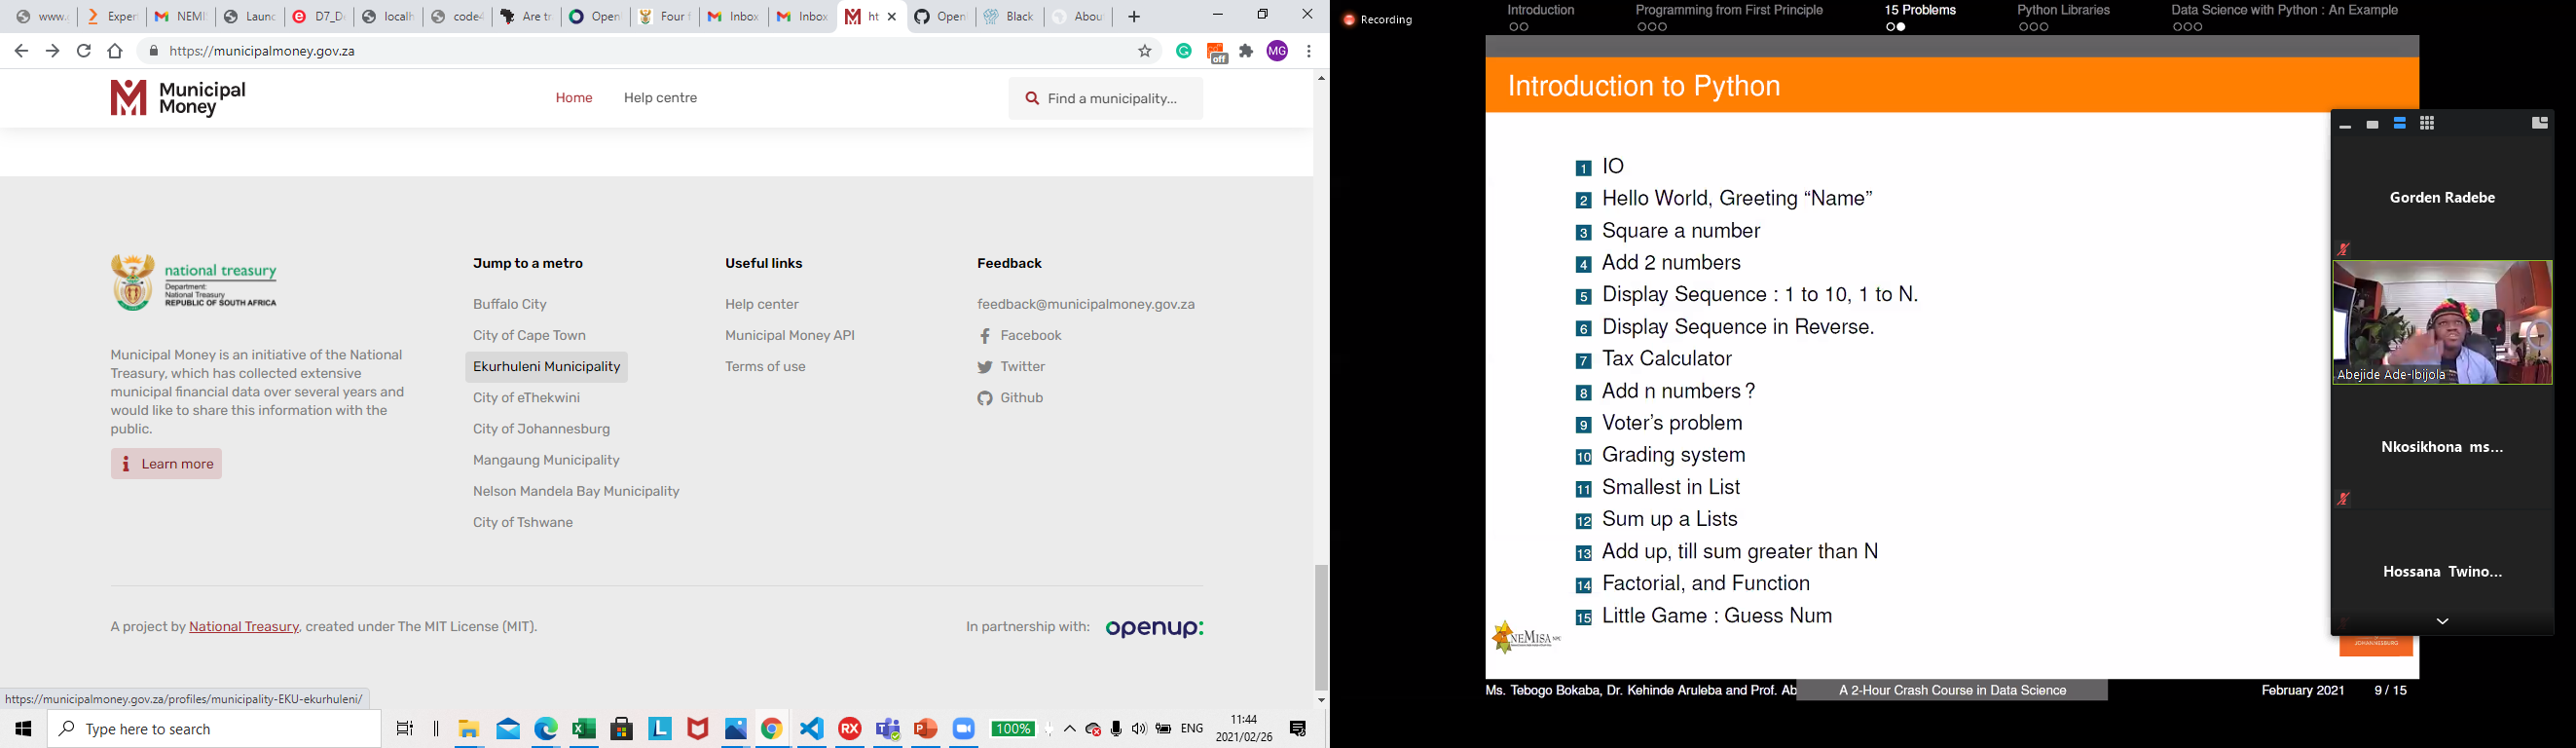 www.
Exper
NEMI
Launc
D7_D
localh
code4
Are tr
Open
Four f
Inbox
Inbox
ht
Open
Black
Abou
https://municipalmoney.gov.za
off
MG
Municipal
Money
Home
Help centre
Find a municipality...
national treasury
Department:
National Treasury
REPUBLIC OF SOUTH AFRICA
Municipal Money is an initiative of the National
Treasury, which has collected extensive
municipal financial data over several years and
would like to share this information with the
public.
Learn more
Jump to a metro
Buffalo City
City of Cape Town
Ekurhuleni Municipality
City of eThekwini
City of Johannesburg
Mangaung Municipality
Nelson Mandela Bay Municipality
City of Tshwane
Useful links
Help center
Municipal Money API
Terms of use
Feedback
feedback@municipalmoney.gov.za
Facebook
Twitter
Github
A project by National Treasury, created under The MIT License (MIT).
In partnership with: openup:
https://municipalmoney.gov.za/profiles/municipality-EKU-ekurhuleni/
Type here to search
100%
ENG
11:44
2021/02/26
Recording
Introduction
Programming from First Principle
15 Problems
Python Libraries
Data Science with Python : An Example
Introduction to Python
1 IO
2 Hello World, Greeting “Name”
3 Square a number
4 Add 2 numbers
5 Display Sequence : 1 to 10, 1 to N.
6 Display Sequence in Reverse.
7 Tax Calculator
8 Add n numbers ?
9 Voter’s problem
10 Grading system
11 Smallest in List
12 Sum up a Lists
13 Add up, till sum greater than N
14 Factorial, and Function
15 Little Game : Guess Num
NEMISA NPC
JOHANNESBURG
Ms. Tebogo Bokaba, Dr. Kehinde Aruleba and Prof. Ab
A 2-Hour Crash Course in Data Science
February 2021
9 / 15
Gorden Radebe
Abejide Ade-Ibijola
Nkosikhona ms...
Hossana Twino...